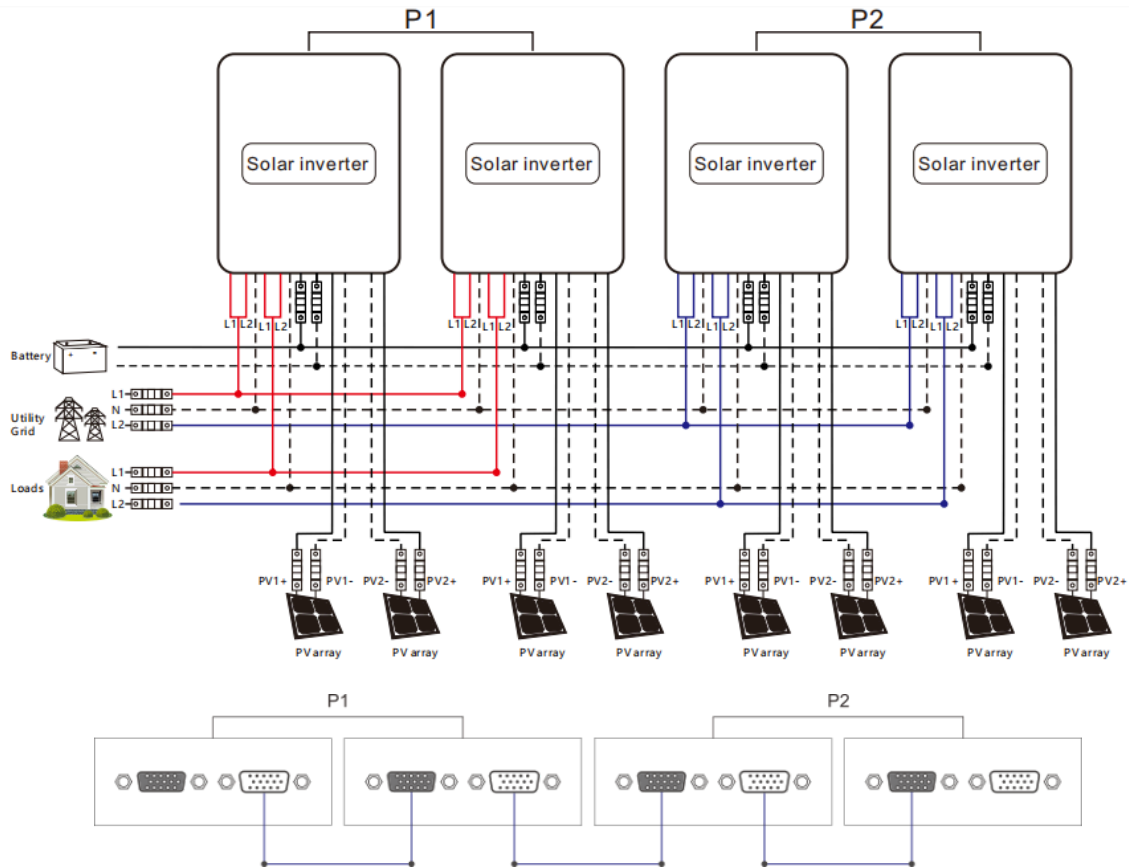 P1 P2
Solar inverter Solar inverter Solar inverter Solar inverter
L1 L2 L1 L2 L1 L2 L1 L2 L1 L2 L1 L2 L1 L2 L1 L2
Battery + -
L1
Utility N
Grid L2
L1
Loads N
L2
PV1+ PV1- PV2- PV2+ PV1+ PV1- PV2- PV2+ PV1+ PV1- PV2- PV2+ PV1+ PV1- PV2- PV2+
PV array PV array PV array PV array PV array PV array PV array PV array
P1 P2